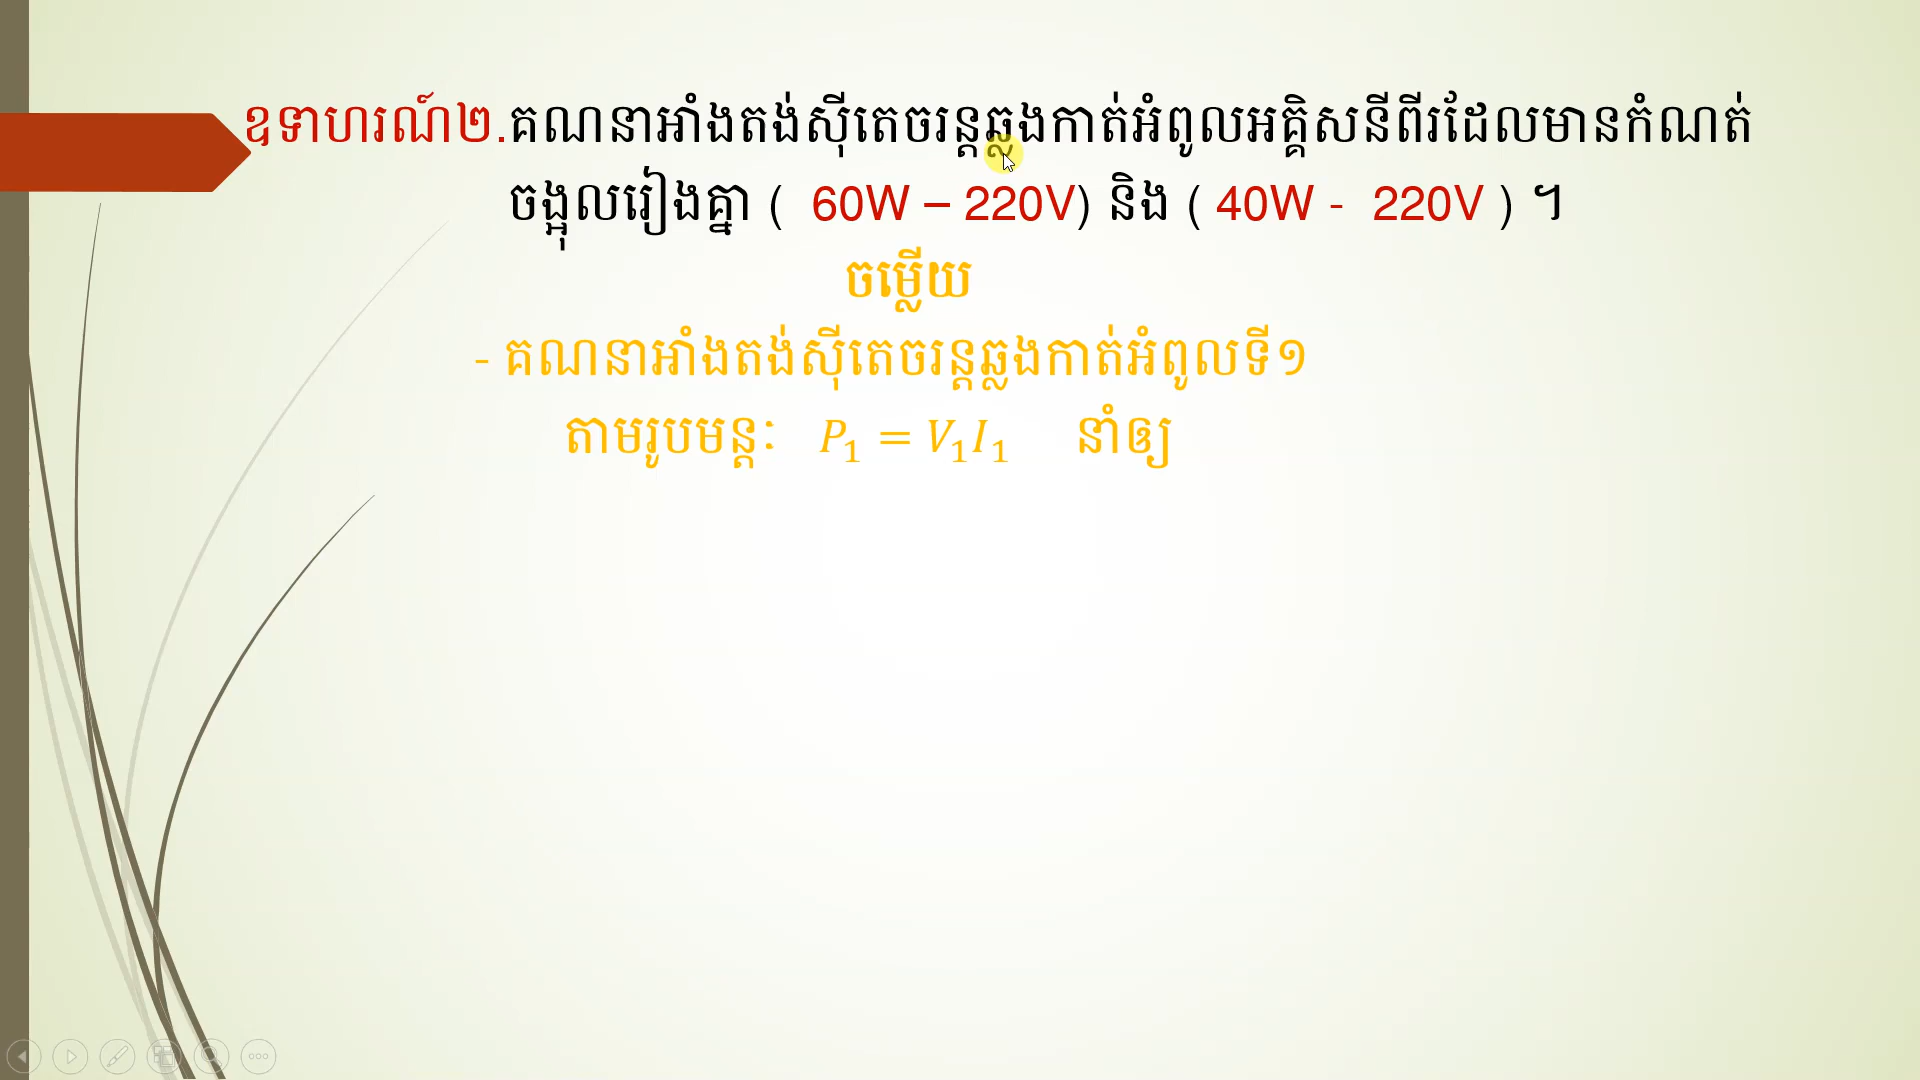 ឧទាហរណ៍២.គណនាអាំងតង់ស៊ីតេចរន្តឆ្លងកាត់អំពូលអគ្គិសនីពីរដែលមានកំណត់
ចង្អុលរៀងគ្នា ( 60W – 220V) និង ( 40W - 220V ) ។
ចម្លើយ
- គណនាអាំងតង់ស៊ីតេចរន្តឆ្លងកាត់អំពូលទី១
តាមរូបមន្តៈ P₁ = V₁I₁ នាំឲ្យ